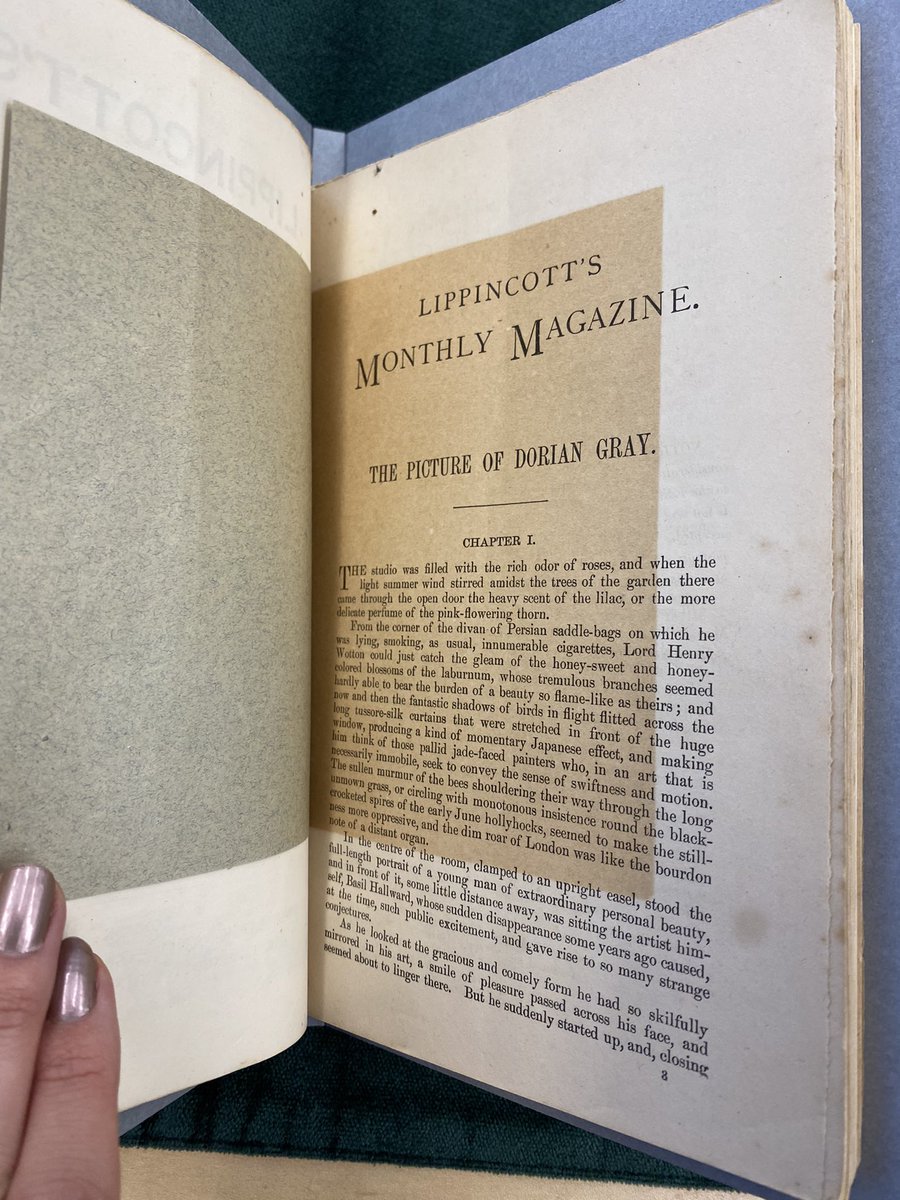 LIPPINCOTT'S
LIPPINCOTT'S
MONTHLY MAGAZINE.
THE PICTURE OF DORIAN GRAY.
CHAPTER I.
THE studio was filled with the rich odor of roses, and when the
light summer wind stirred amidst the trees of the garden there
came through the open door the heavy scent of the lilac, or the more
delicate perfume of the pink-flowering thorn.
From the corner of the divan of Persian saddle-bags on which he
was lying, smoking, as usual, innumerable cigarettes, Lord Henry
Wotton could just catch the gleam of the honey-sweet and honey-
colored blossoms of the laburnum, whose tremulous branches seemed
hardly able to bear the burden of a beauty so flame-like as theirs; and
now and then the fantastic shadows of birds in flight flitted across the
long tussore-silk curtains that were stretched in front of the huge
window, producing a kind of momentary Japanese effect, and making
him think of those pallid jade-faced painters who, in an art that is
necessarily immobile, seek to convey the sense of swiftness and motion.
The sullen murmur of the bees shouldering their way through the long
unmown grass, or circling with monotonous insistence round the black-
crocketed spires of the early June hollyhocks, seemed to make the still-
ness more oppressive, and the dim roar of London was like the bourdon
note of a distant organ.
In the centre of the room, clamped to an upright easel, stood the
full-length portrait of a young man of extraordinary personal beauty,
and in front of it, some little distance away, was sitting the artist him-
self, Basil Hallward, whose sudden disappearance some years ago caused,
at the time, such public excitement, and gave rise to so many strange
conjectures.
As he looked at the gracious and comely form he had so skilfully
mirrored in his art, a smile of pleasure passed across his face, and
seemed about to linger there. But he suddenly started up, and, closing
3